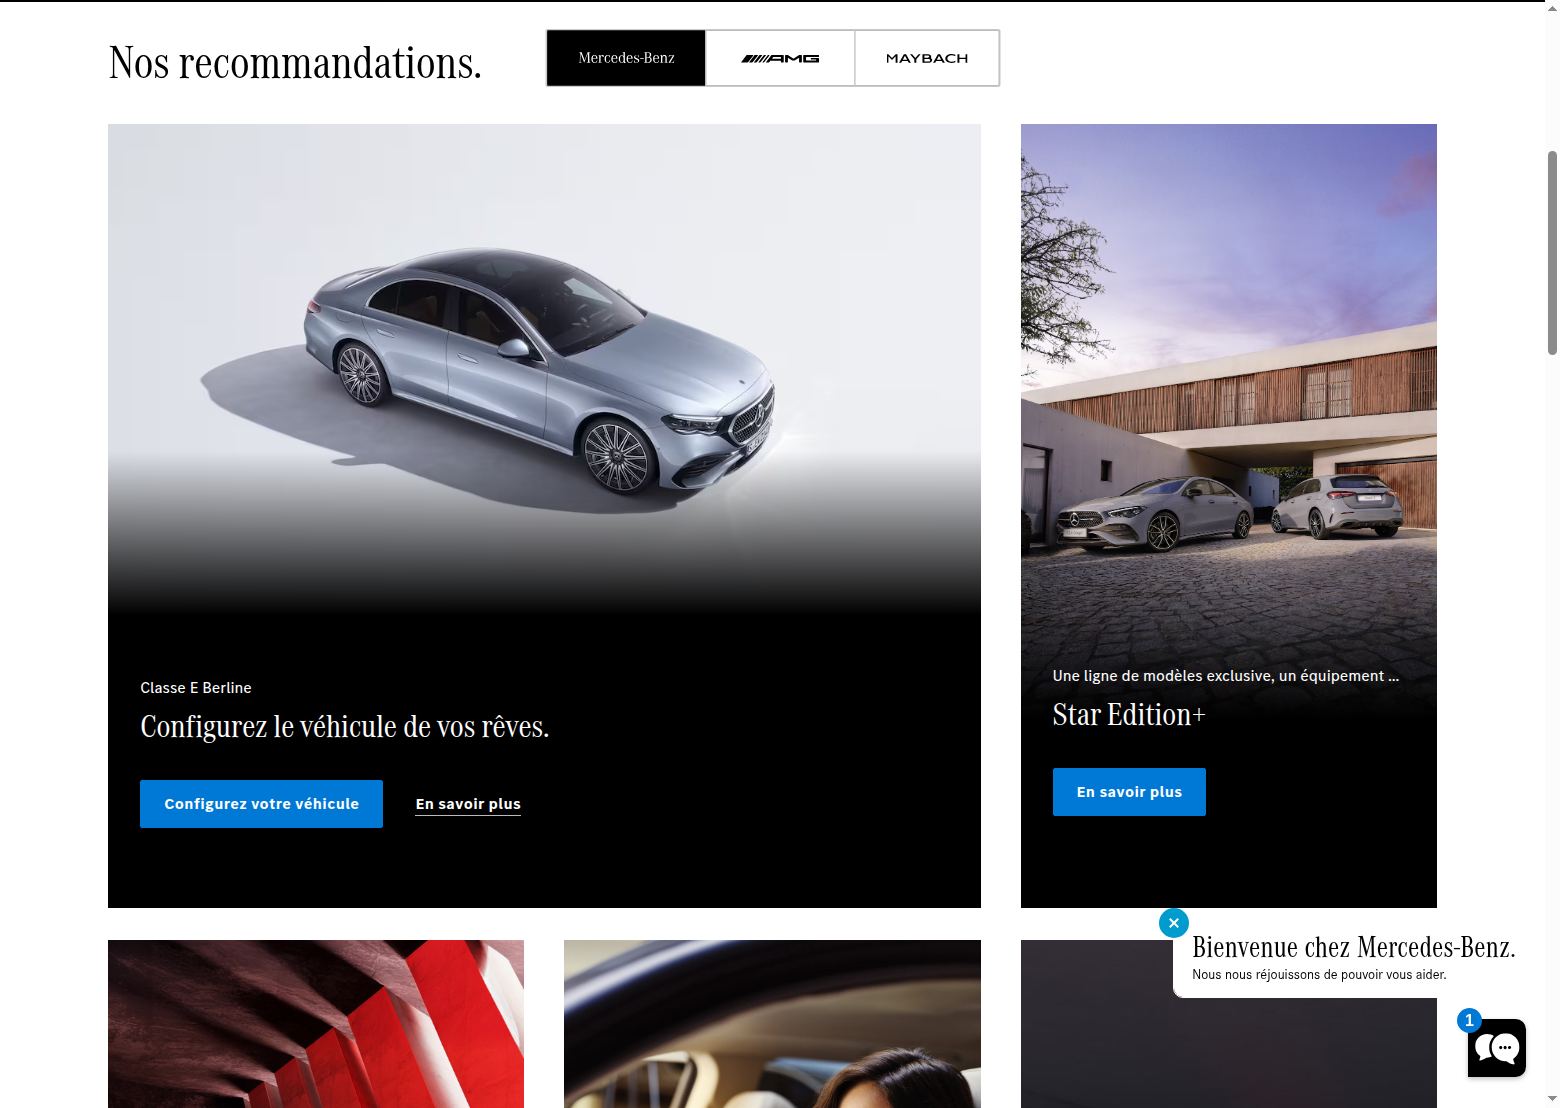 Nos recommandations.
Mercedes-Benz
AMG
MAYBACH
Classe E Berline
Configurez le véhicule de vos rêves.
Configurez votre véhicule
En savoir plus
Une ligne de modèles exclusive, un équipement ...
Star Edition+
En savoir plus
Bienvenue chez Mercedes-Benz.
Nous nous réjouissons de pouvoir vous aider.
1